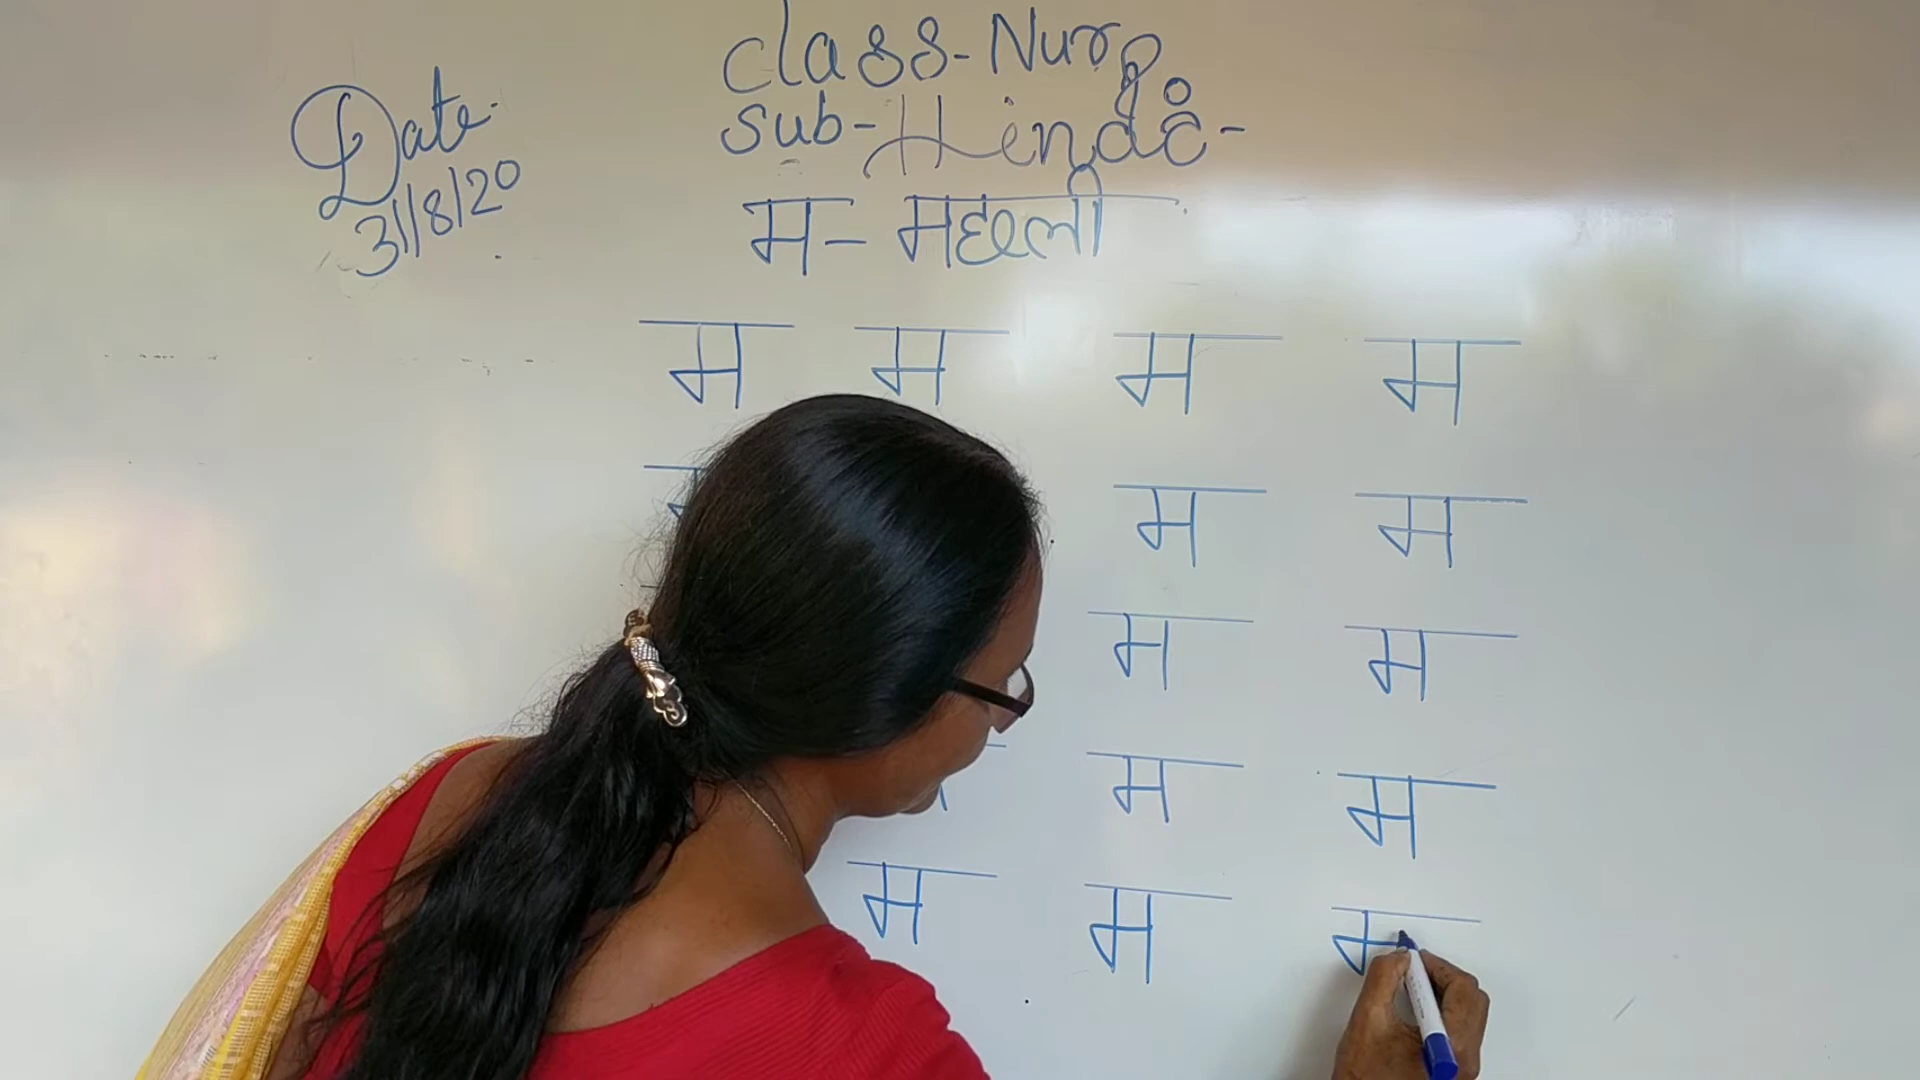 Class-Nur
Date-
Sub-Hindi-
31/8/20
म- मछली
म म म म
म म
म म
म म
म म म